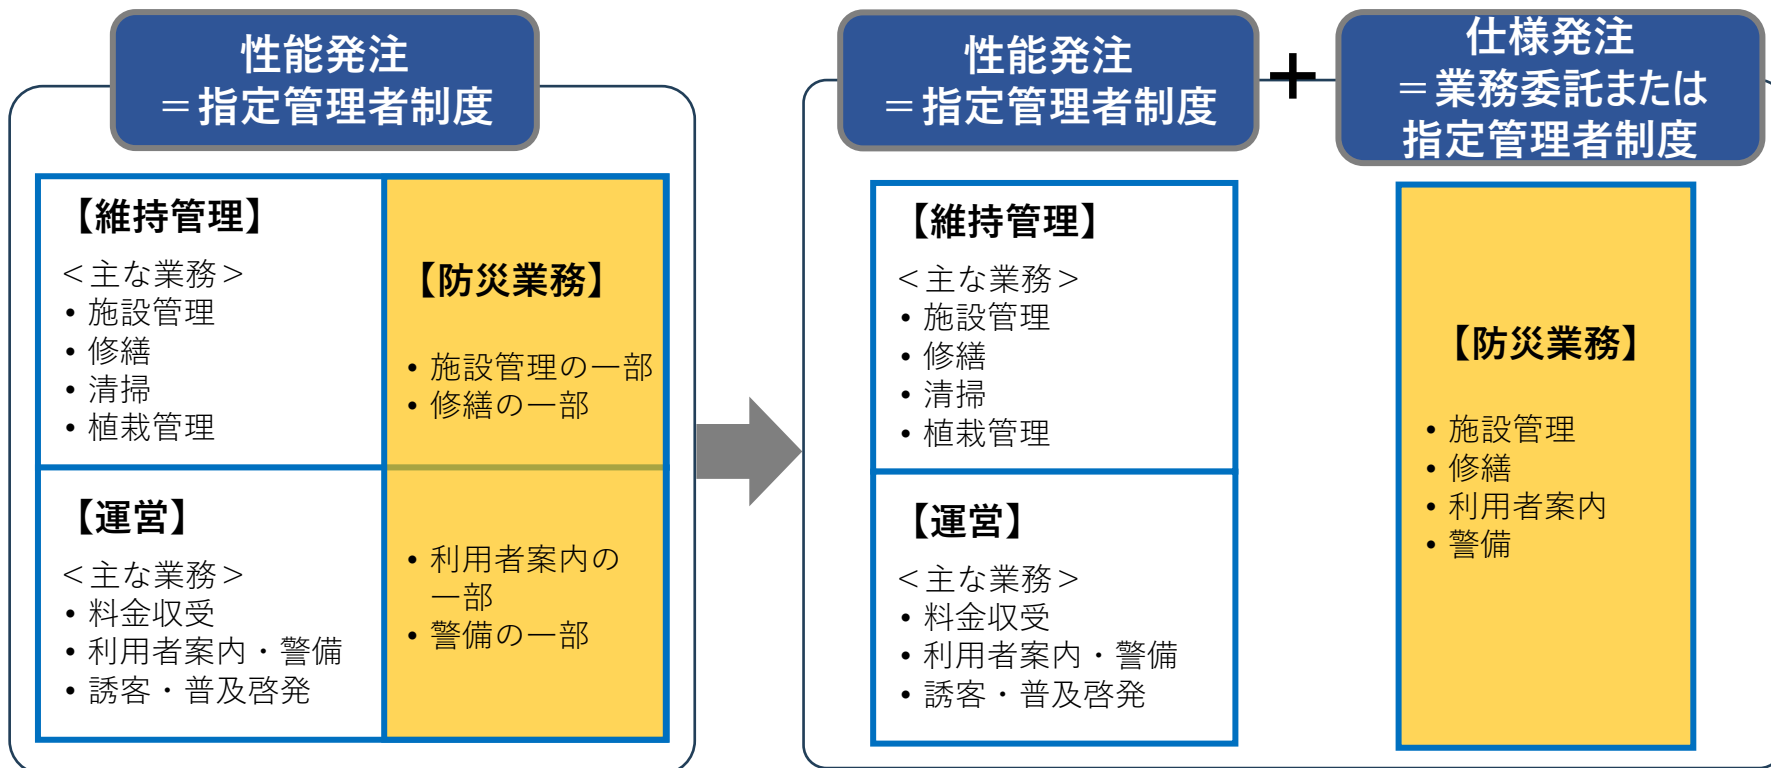 性能発注
＝指定管理者制度
【維持管理】
＜主な業務＞
• 施設管理
• 修繕
• 清掃
• 植栽管理
【防災業務】
• 施設管理の一部
• 修繕の一部
【運営】
＜主な業務＞
• 料金収受
• 利用者案内・警備
• 誘客・普及啓発
• 利用者案内の
一部
• 警備の一部
性能発注
＝指定管理者制度
＋
仕様発注
＝業務委託または
指定管理者制度
【維持管理】
＜主な業務＞
• 施設管理
• 修繕
• 清掃
• 植栽管理
【運営】
＜主な業務＞
• 料金収受
• 利用者案内・警備
• 誘客・普及啓発
【防災業務】
• 施設管理
• 修繕
• 利用者案内
• 警備